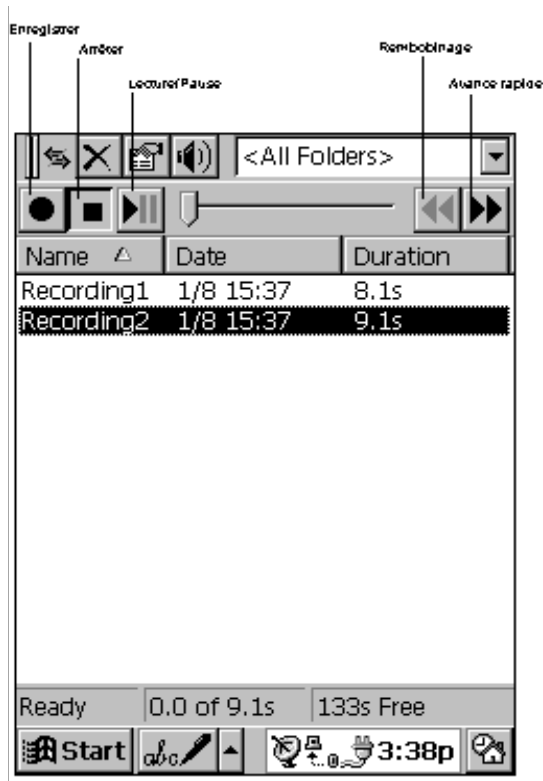 Enregistrer
Arrêter
Rembobinage
Lecture/Pause
Avance rapide
<All Folders>
Name Date Duration
Recording1 1/8 15:37 8.1s
Recording2 1/8 15:37 9.1s
Ready 0.0 of 9.1s 133s Free
Start abc 3:38p